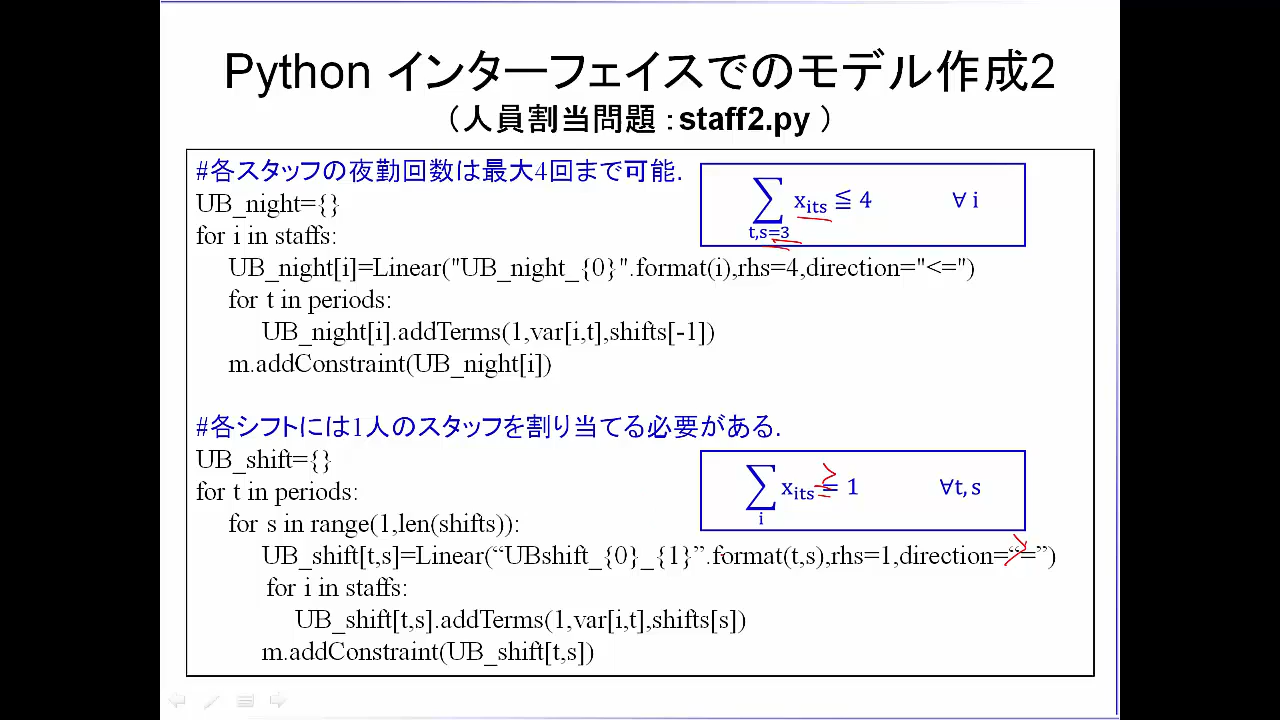 Python インターフェイスでのモデル作成2
（人員割当問題：staff2.py ）
#各スタッフの夜勤回数は最大4回まで可能.
∑ x_its ≦ 4 ∀ i
t,s=3
UB_night={}
for i in staffs:
UB_night[i]=Linear("UB_night_{0}".format(i),rhs=4,direction="<=")
for t in periods:
UB_night[i].addTerms(1,var[i,t],shifts[-1])
m.addConstraint(UB_night[i])
#各シフトには1人のスタッフを割り当てる必要がある.
∑ x_its = 1 ∀t,s
i
UB_shift={}
for t in periods:
for s in range(1,len(shifts)):
UB_shift[t,s]=Linear(“UBshift_{0}_{1}”.format(t,s),rhs=1,direction=“=”)
for i in staffs:
UB_shift[t,s].addTerms(1,var[i,t],shifts[s])
m.addConstraint(UB_shift[t,s])